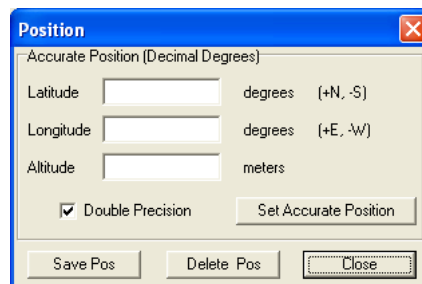 Position
Accurate Position (Decimal Degrees)
Latitude degrees (+N, -S)
Longitude degrees (+E, -W)
Altitude meters
Double Precision Set Accurate Position
Save Pos Delete Pos Close